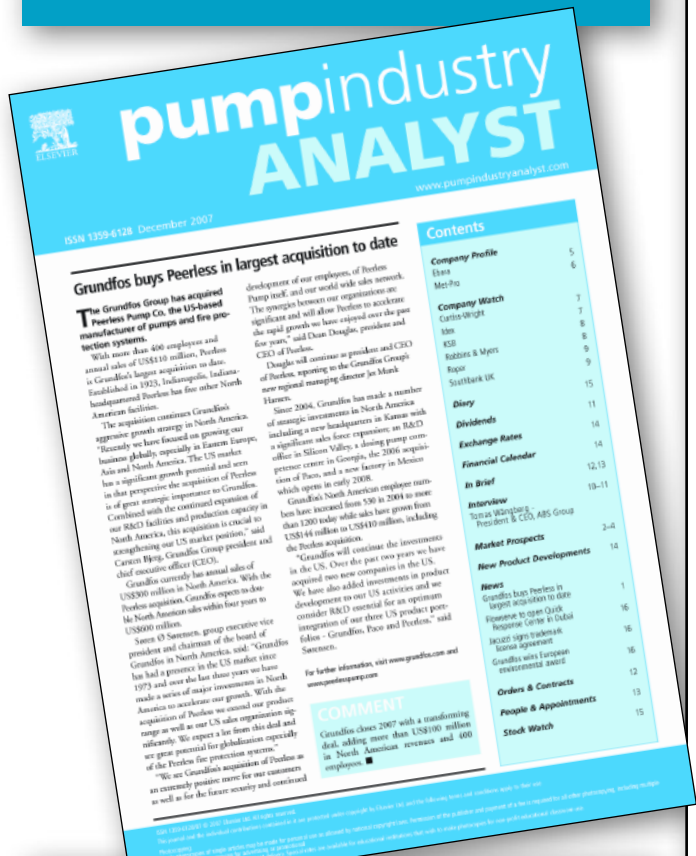 ELSEVIER
pumpindustry
ANALYST
www.pumpindustryanalyst.com
ISSN 1359-6128 December 2007
Grundfos buys Peerless in largest acquisition to date
The Grundfos Group has acquired
Peerless Pump Co, the US-based
manufacturer of pumps and fire pro-
tection systems.
With more than 400 employees and
annual sales of US$110 million, Peerless
is Grundfos's largest acquisition to date.
Established in 1923, Indianapolis, Indiana-
headquartered Peerless has five other North
American facilities.
The acquisition continues Grundfos's
aggressive growth strategy in North America.
"Recently we have focused on growing our
business globally, especially in Eastern Europe,
Asia and North America. The US market
has a significant growth potential and seen
in that perspective the acquisition of Peerless
is of great strategic importance to Grundfos.
Combined with the continued expansion of
our R&D facilities and production capacity in
North America, this acquisition is crucial to
strengthening our US market position," said
Carsten Bjerg, Grundfos Group president and
chief executive officer (CEO).
Grundfos currently has annual sales of
US$300 million in North America. With the
Peerless acquisition, Grundfos expects to dou-
ble North American sales within four years to
US$600 million.
Søren Ø Sørensen, group executive vice
president and chairman of the board of
Grundfos in North America, said: "Grundfos
has had a presence in the US market since
1973 and over the last three years we have
made a series of major investments in North
America to accelerate our growth. With the
acquisition of Peerless we extend our product
range as well as our US sales organisation sig-
nificantly. We expect a lot from this deal and
see great potential for globalisation especially
of the Peerless fire protection systems."
"We see Grundfos's acquisition of Peerless as
an extremely positive move for our customers
as well as for the future security and continued
development of our employees, of Peerless
Pump itself, and our world wide sales network.
The synergies between our organisations are
significant and will allow Peerless to accelerate
the rapid growth we have enjoyed over the past
few years," said Dean Douglas, president and
CEO of Peerless.
Douglas will continue as president and CEO
of Peerless, reporting to the Grundfos Group's
new regional managing director Jes Munk
Hansen.
Since 2004, Grundfos has made a number
of strategic investments in North America
including a new headquarters in Kansas with
a significant sales force expansion, an R&D
office in Silicon Valley, a dosing pump com-
petence centre in Georgia, the 2006 acquisi-
tion of Paco, and a new factory in Mexico
which opens in early 2008.
Grundfos's North American employee num-
bers have increased from 530 in 2004 to more
than 1200 today while sales have grown from
US$144 million to US$410 million, including
the Peerless acquisition.
"Grundfos will continue the investments
in the US. Over the past two years we have
acquired two new companies in the US.
We have also added investments in product
development to our US activities and we
consider R&D essential for an optimum
integration of our three US product port-
folios - Grundfos, Paco and Peerless," said
Sørensen.
For further information, visit www.grundfos.com and
www.peerlesspump.com
COMMENT
Grundfos closes 2007 with a transforming
deal, adding more than US$100 million
in North American revenues and 400
employees. ■
Contents
Company Profile
Ebara 5
Met-Pro 6
Company Watch
Curtiss-Wright 7
Idex 7
KSB 8
Robbins & Myers 8
Roper 9
Scottbank UK 9
Diary 15
Dividends 11
Exchange Rates 14
Financial Calendar 14
In Brief 12,13
Interview
Tomas Wängberg – 10–11
President & CEO, ABS Group
Market Prospects 2–4
New Product Developments 14
News
Grundfos buys Peerless in
largest acquisition to date 1
Flowserve to open Quick
Response Center in Dubai 16
Jacuzzi signs trademark
license agreement 16
Grundfos wins European
environmental award 16
Orders & Contracts 12
People & Appointments 13
Stock Watch 15